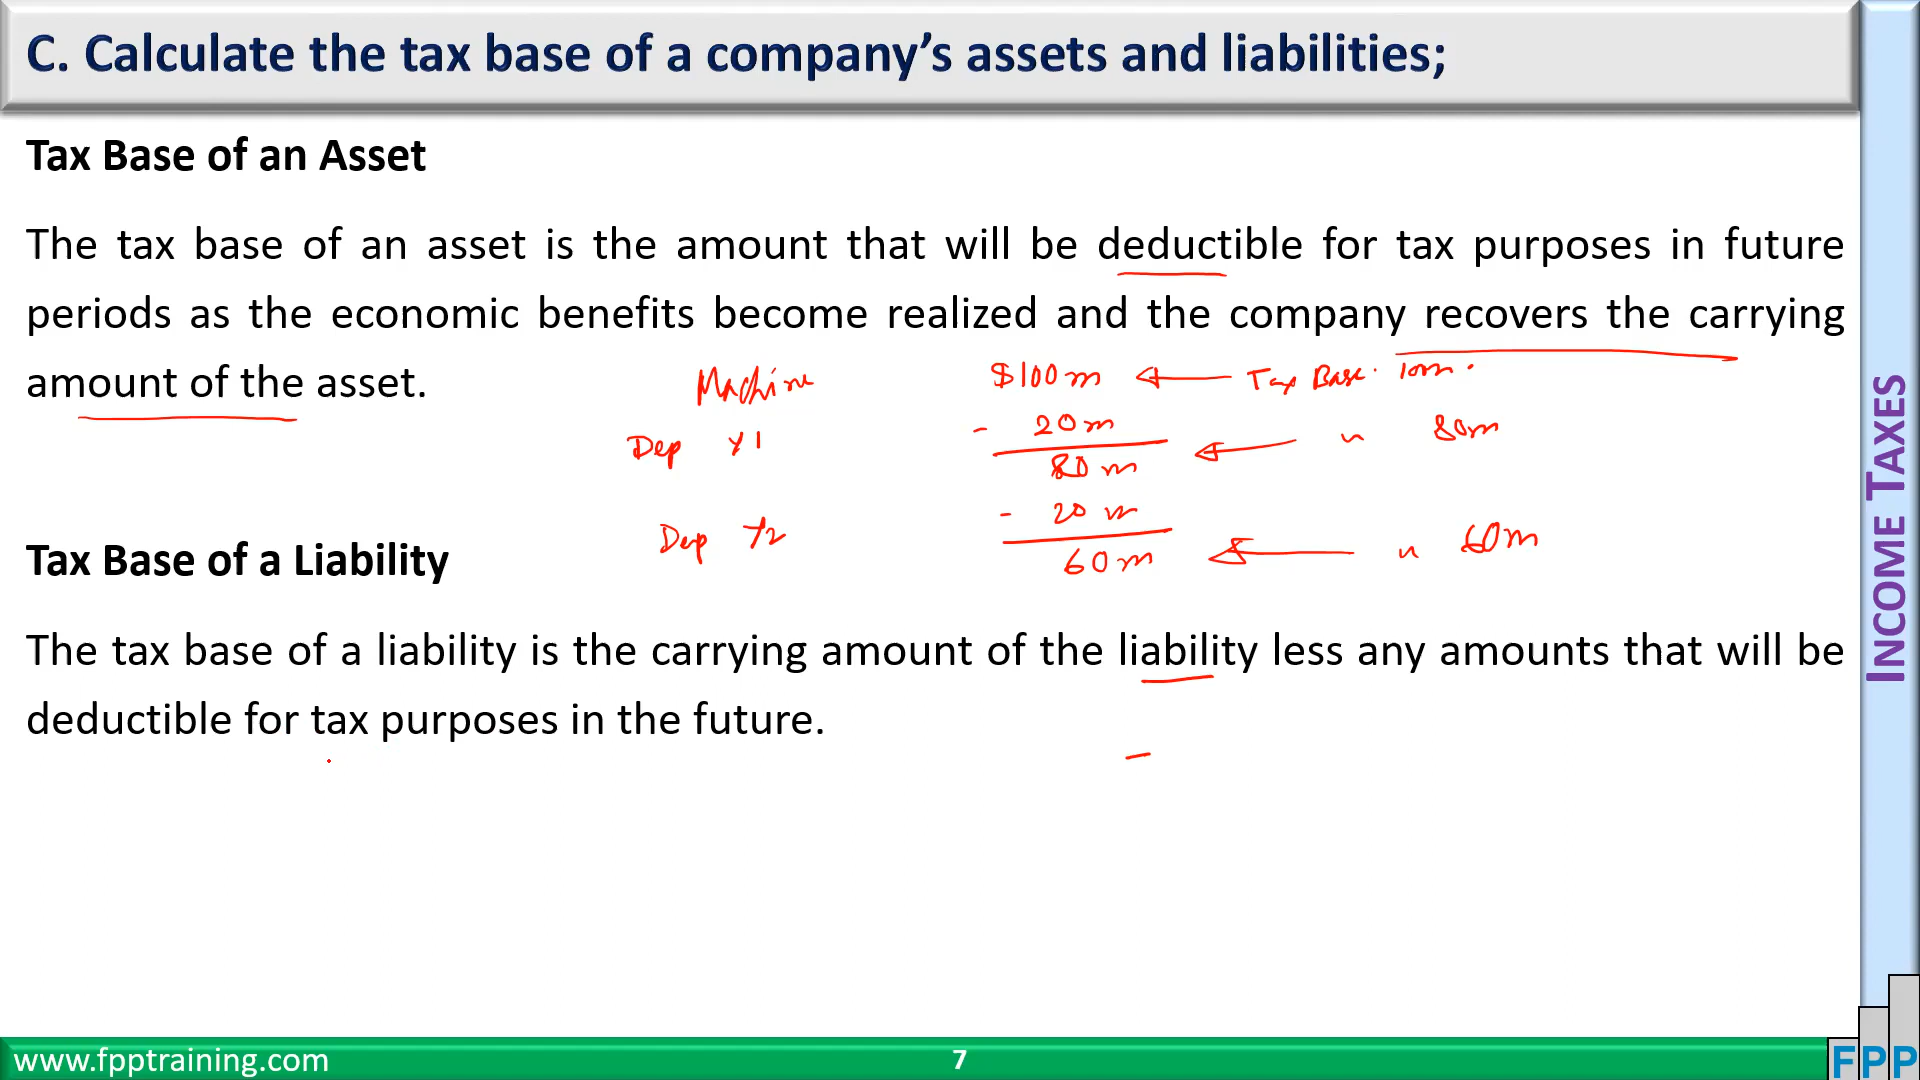 C. Calculate the tax base of a company’s assets and liabilities;
Tax Base of an Asset
The tax base of an asset is the amount that will be deductible for tax purposes in future
periods as the economic benefits become realized and the company recovers the carrying
amount of the asset.
Machine $100m Tax Base.
Dep Y1 - 20m 80m
80m
Dep Y2 - 20m
60m 60m
Tax Base of a Liability
The tax base of a liability is the carrying amount of the liability less any amounts that will be
deductible for tax purposes in the future.
INCOME TAXES
www.fpptraining.com
7
FPP